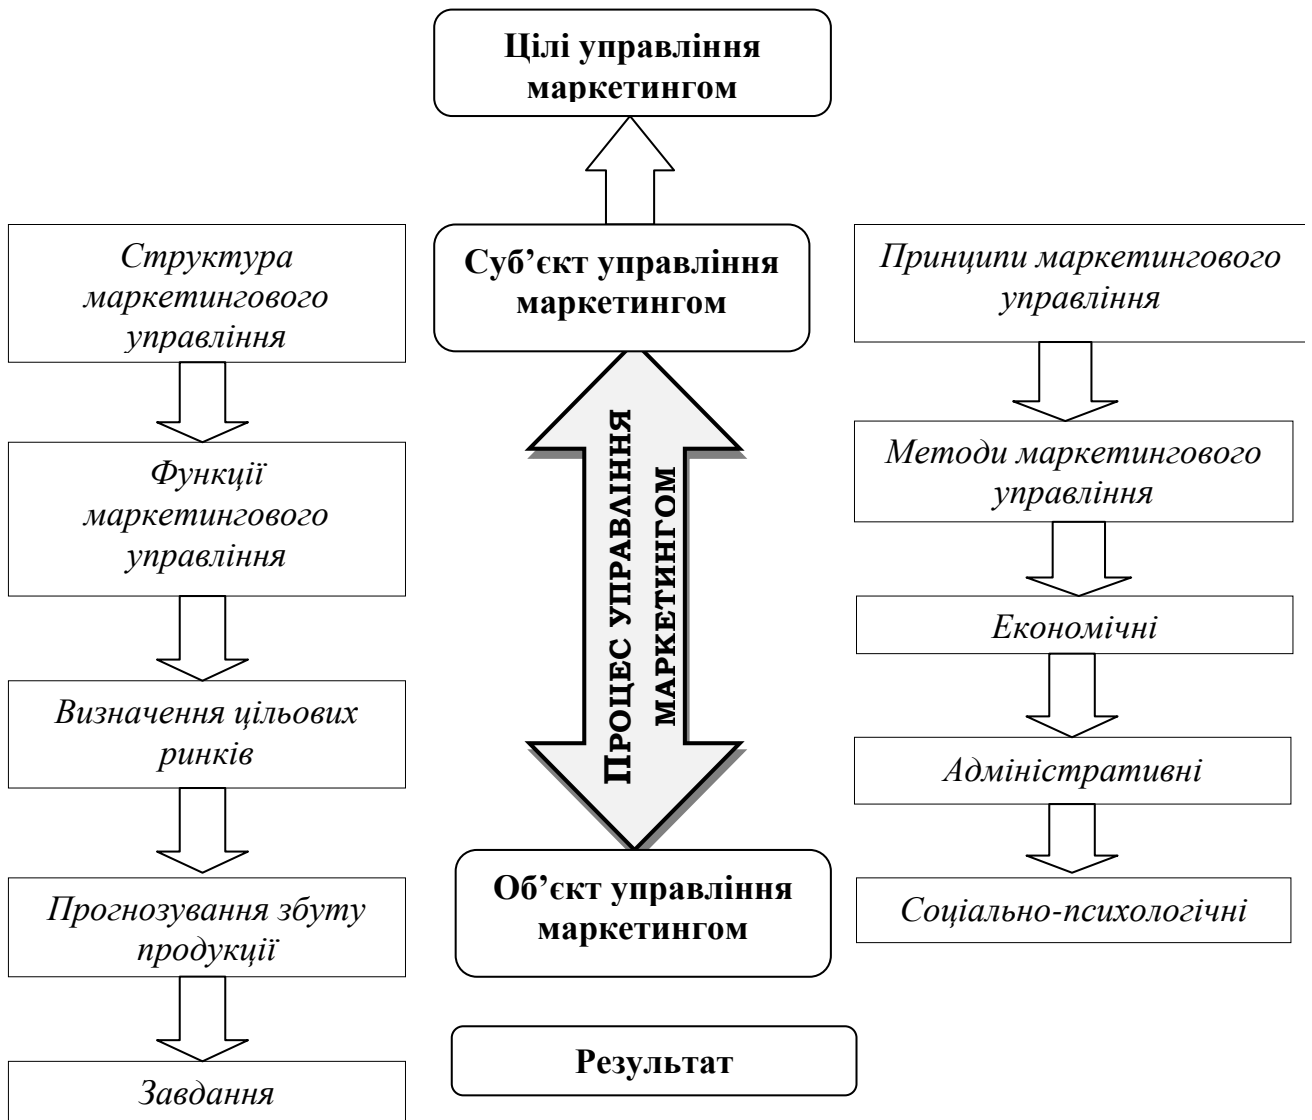 Цілі управління
маркетингом
Структура
маркетингового
управління
Суб’єкт управління
маркетингом
Принципи маркетингового
управління
Функції
маркетингового
управління
ПРОЦЕС УПРАВЛІННЯ
МАРКЕТИНГОМ
Методи маркетингового
управління
Економічні
Визначення цільових
ринків
Адміністративні
Прогнозування збуту
продукції
Об’єкт управління
маркетингом
Соціально-психологічні
Завдання
Результат